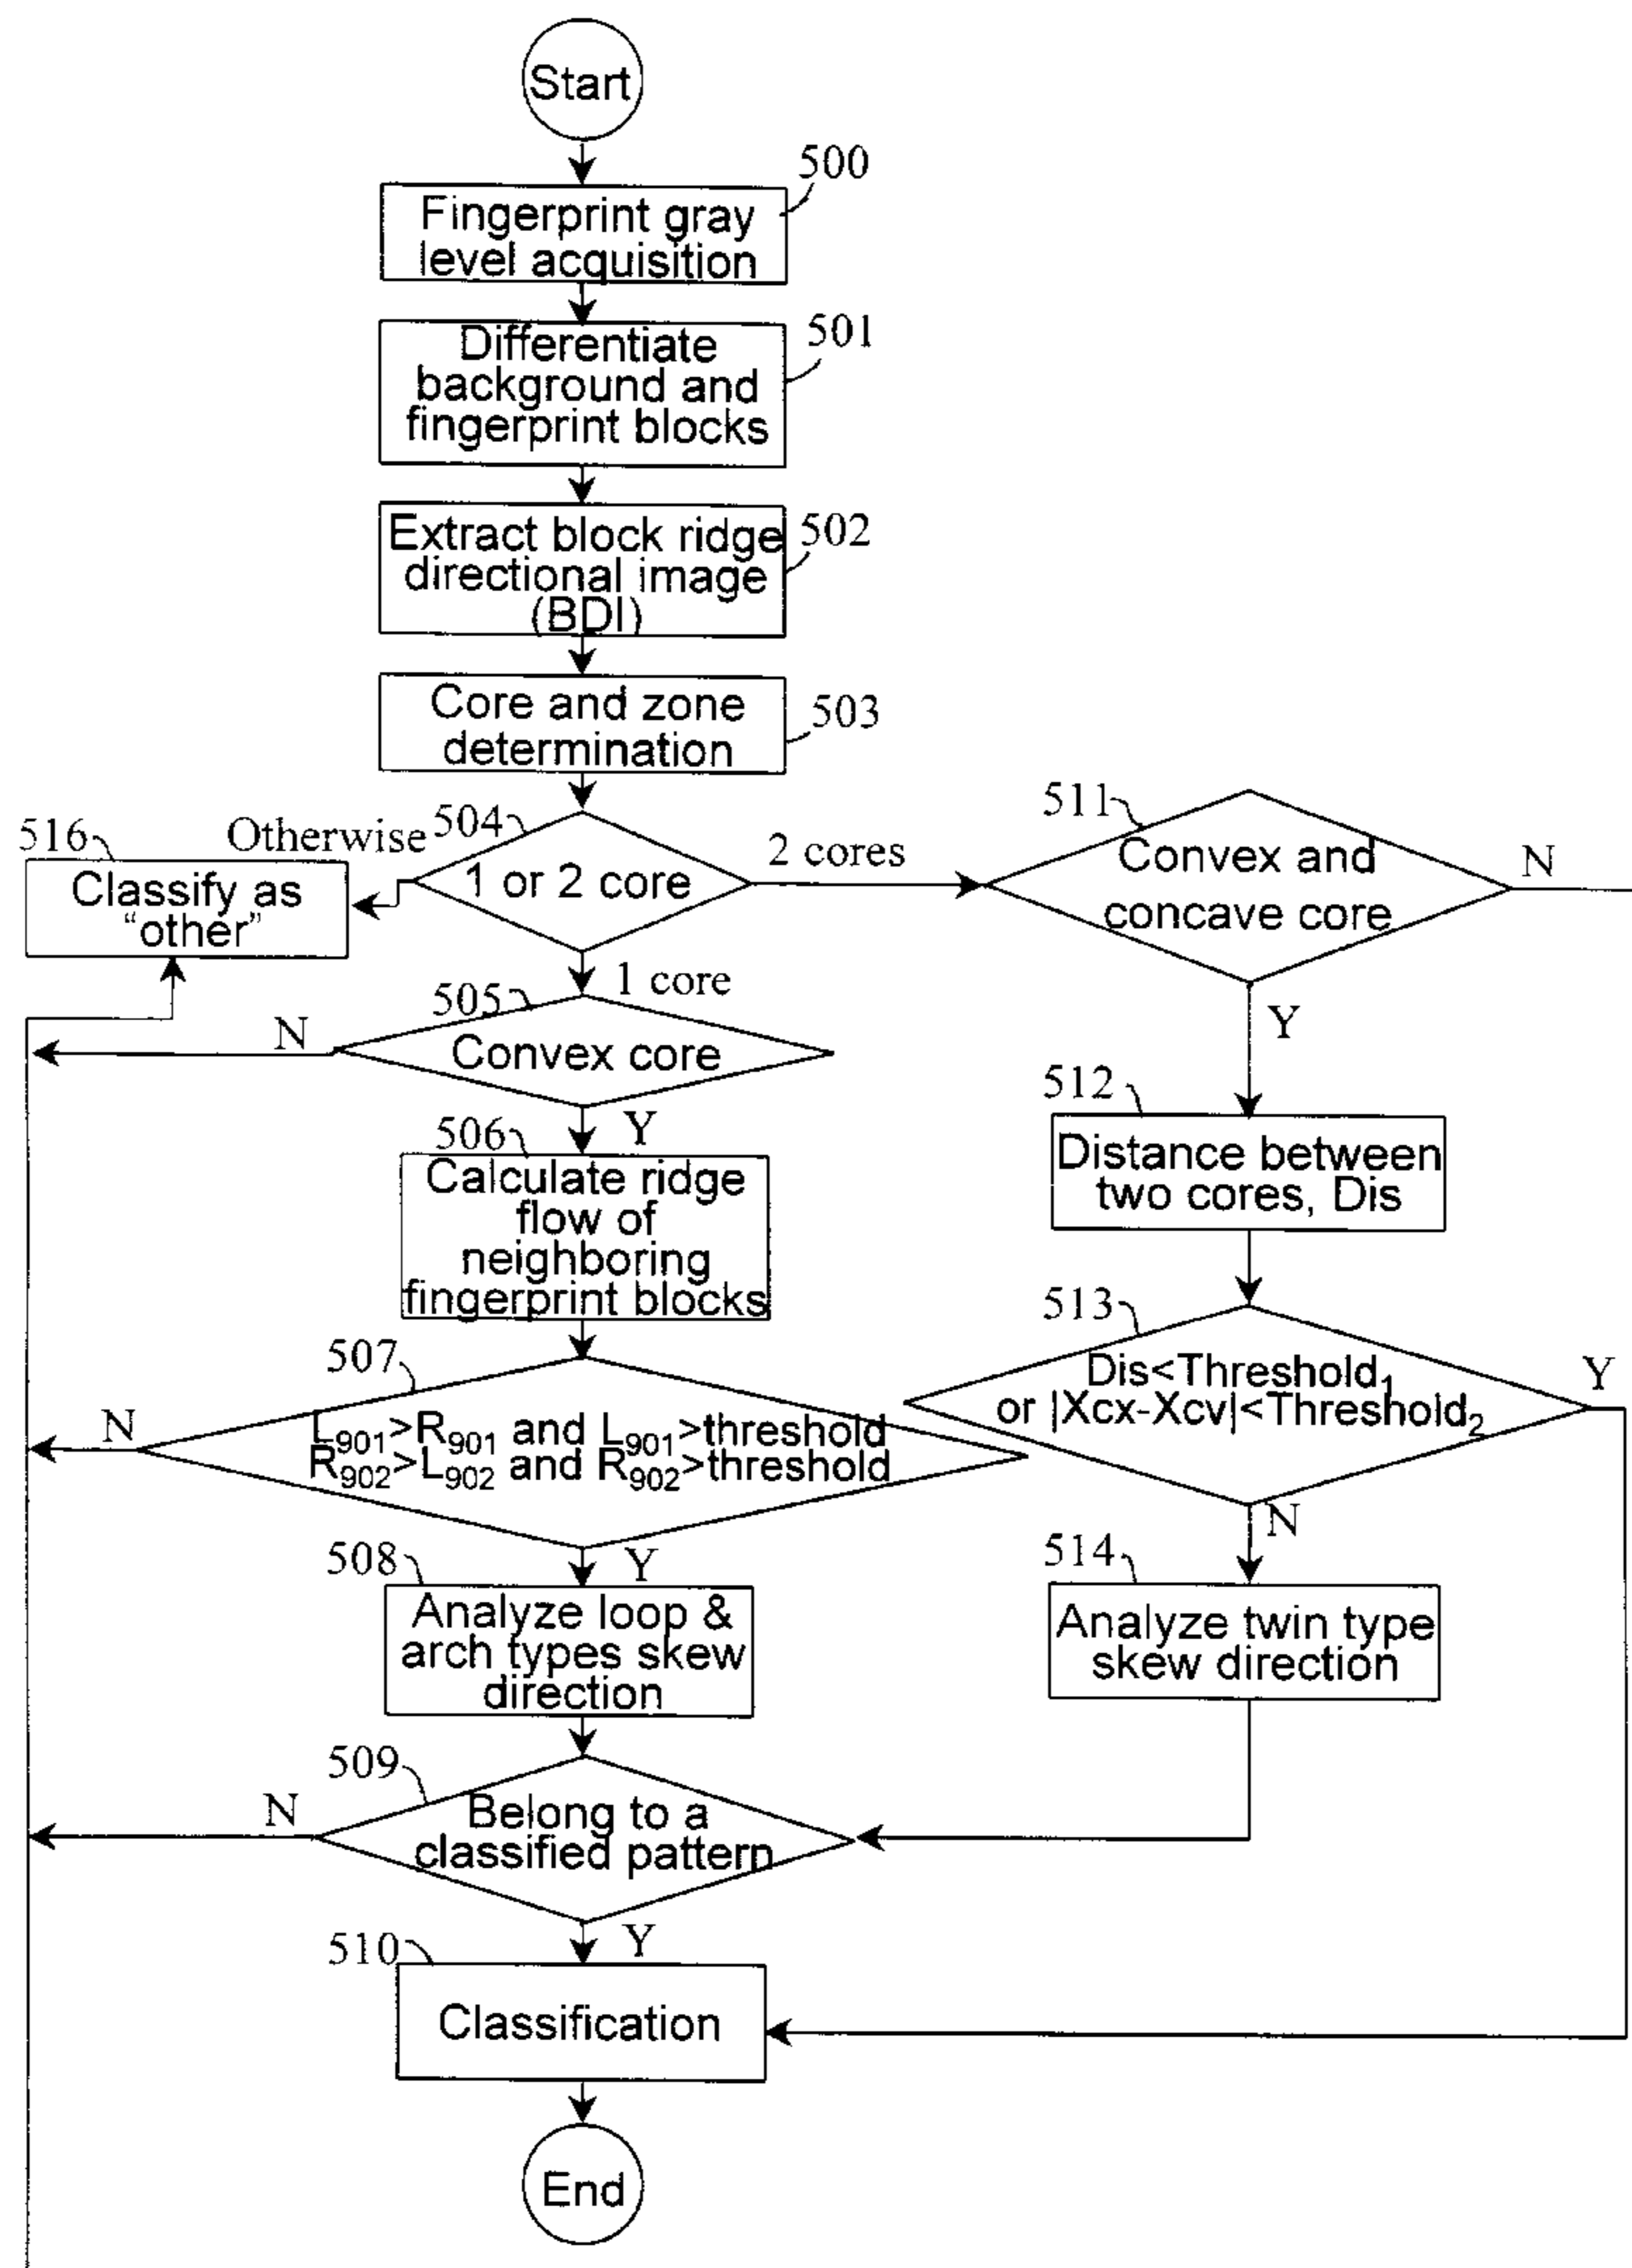 Start
500
Fingerprint gray
level acquisition
501
Differentiate
background and
fingerprint blocks
502
Extract block ridge
directional image
(BDI)
503
Core and zone
determination
504
1 or 2 core
Otherwise
516
Classify as
“other”
2 cores
511
Convex and
concave core
N
1 core
505
Convex core
N
Y
Y
506
Calculate ridge
flow of
neighboring
fingerprint blocks
512
Distance between
two cores, Dis
513
Dis<Threshold₁
or |Xcx-Xcv|<Threshold₂
Y
507
L₉₀₁>R₉₀₁ and L₉₀₁>threshold
R₉₀₂>L₉₀₂ and R₉₀₂>threshold
N
Y
N
508
Analyze loop &
arch types skew
direction
514
Analyze twin type
skew direction
509
Belong to a
classified pattern
N
Y
510
Classification
End